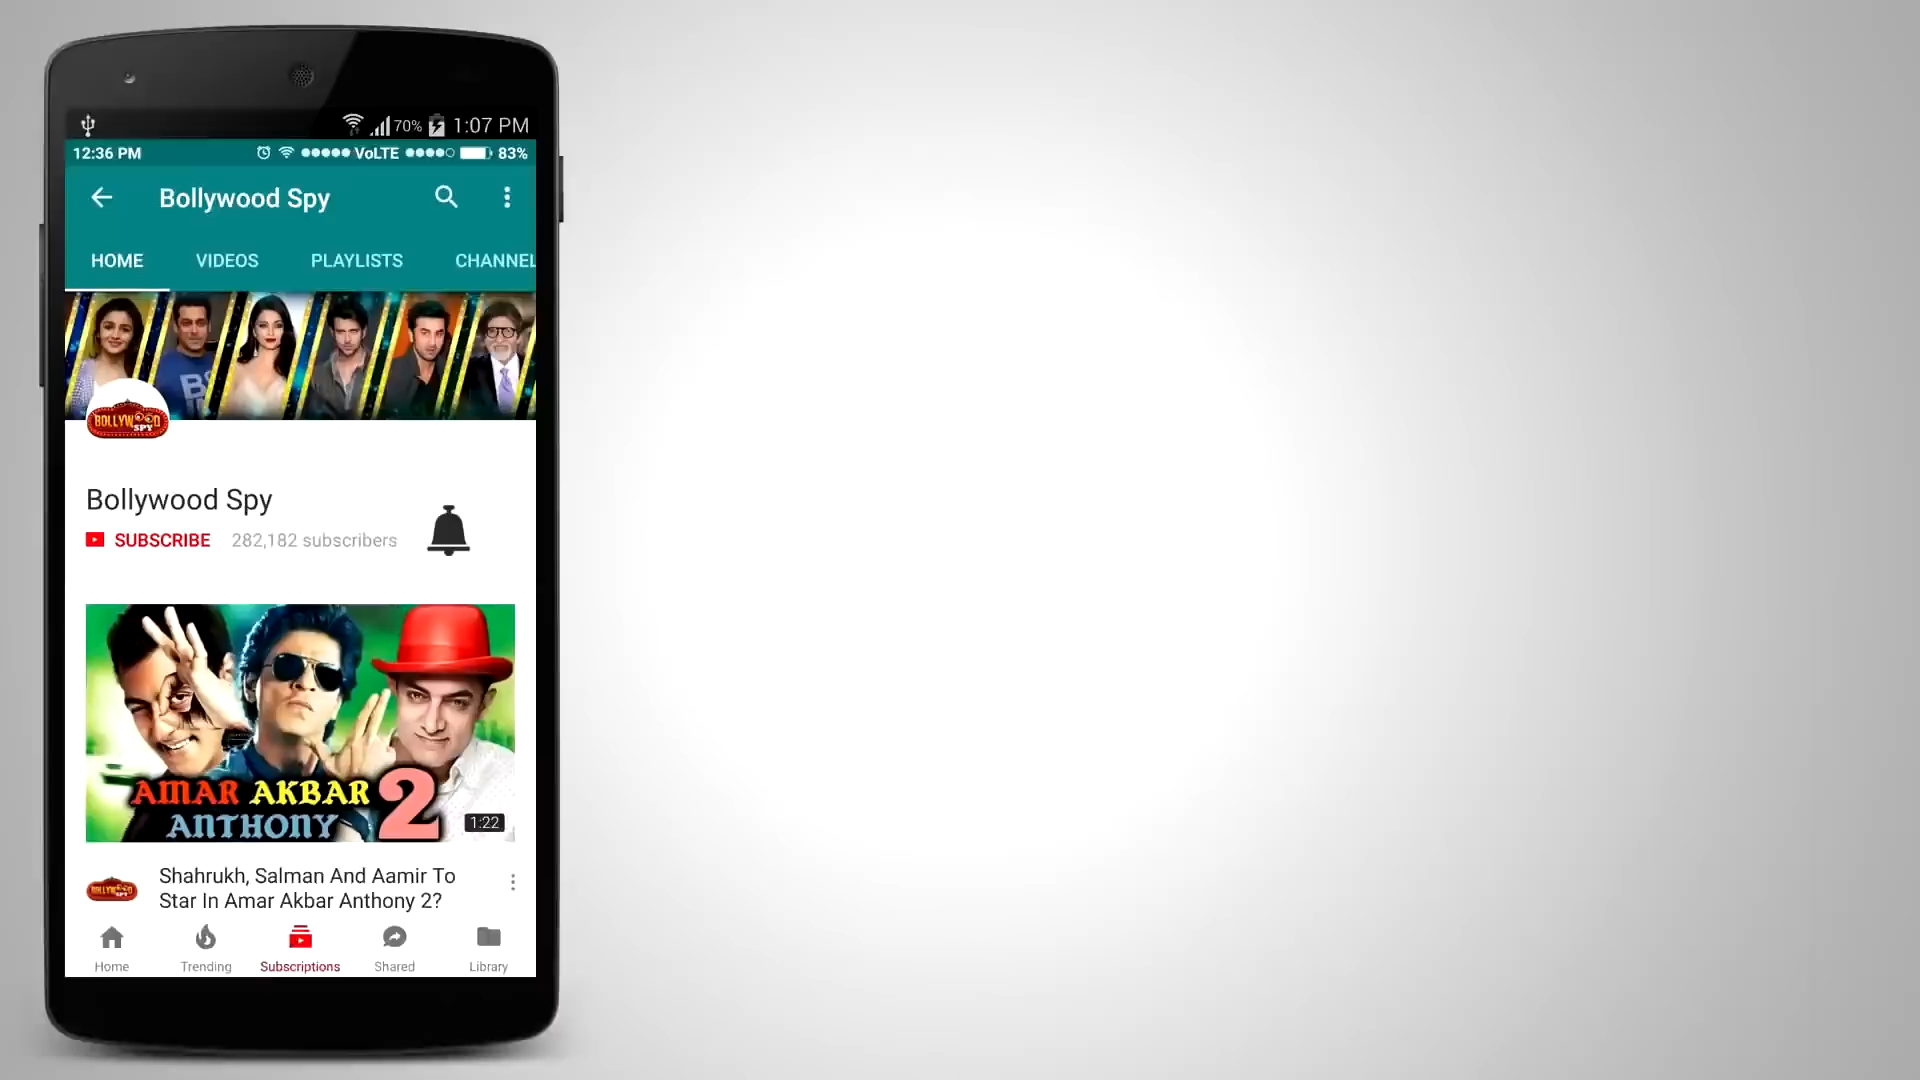 70% 1:07 PM
12:36 PM VoLTE 83%
Bollywood Spy
HOME VIDEOS PLAYLISTS CHANNEL
BOLLYWOOD
SPY
Bollywood Spy
SUBSCRIBE 282,182 subscribers
AMAR AKBAR
ANTHONY 2
1:22
Shahrukh, Salman And Aamir To
Star In Amar Akbar Anthony 2?
Home Trending Subscriptions Shared Library